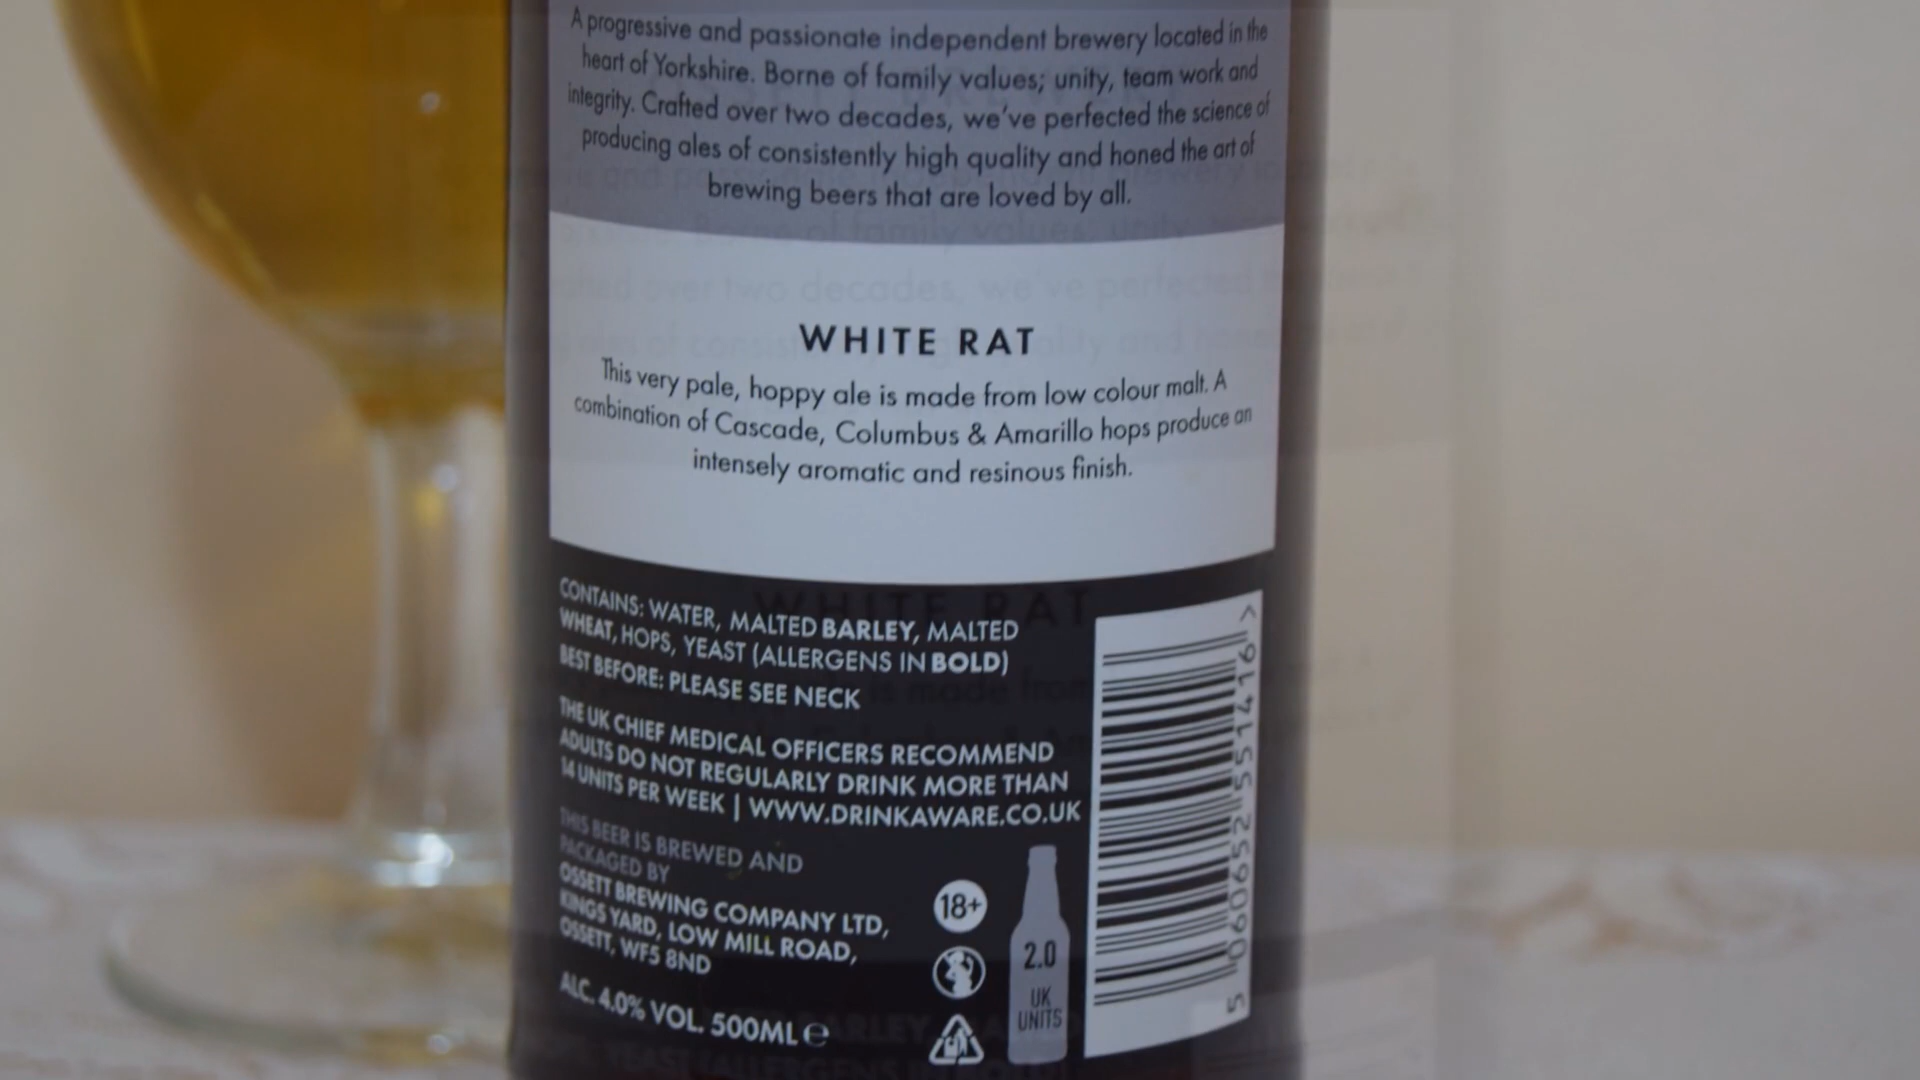 A progressive and passionate independent brewery located in the
heart of Yorkshire. Borne of family values; unity, team work and
integrity. Crafted over two decades, we've perfected the science of
producing ales of consistently high quality and honed the art of
brewing beers that are loved by all.
WHITE RAT
This very pale, hoppy ale is made from low colour malt. A
combination of Cascade, Columbus & Amarillo hops produce an
intensely aromatic and resinous finish.
CONTAINS: WATER, MALTED BARLEY, MALTED
WHEAT, HOPS, YEAST (ALLERGENS IN BOLD)
BEST BEFORE: PLEASE SEE NECK
THE UK CHIEF MEDICAL OFFICERS RECOMMEND
ADULTS DO NOT REGULARLY DRINK MORE THAN
14 UNITS PER WEEK | WWW.DRINKAWARE.CO.UK
THIS BEER IS BREWED AND
PACKAGED BY
OSSETT BREWING COMPANY LTD,
KINGS YARD, LOW MILL ROAD,
OSSETT, WF5 8ND
ALC. 4.0% VOL. 500ML e
18+
2.0
UK
UNITS
5 060652 551416 >